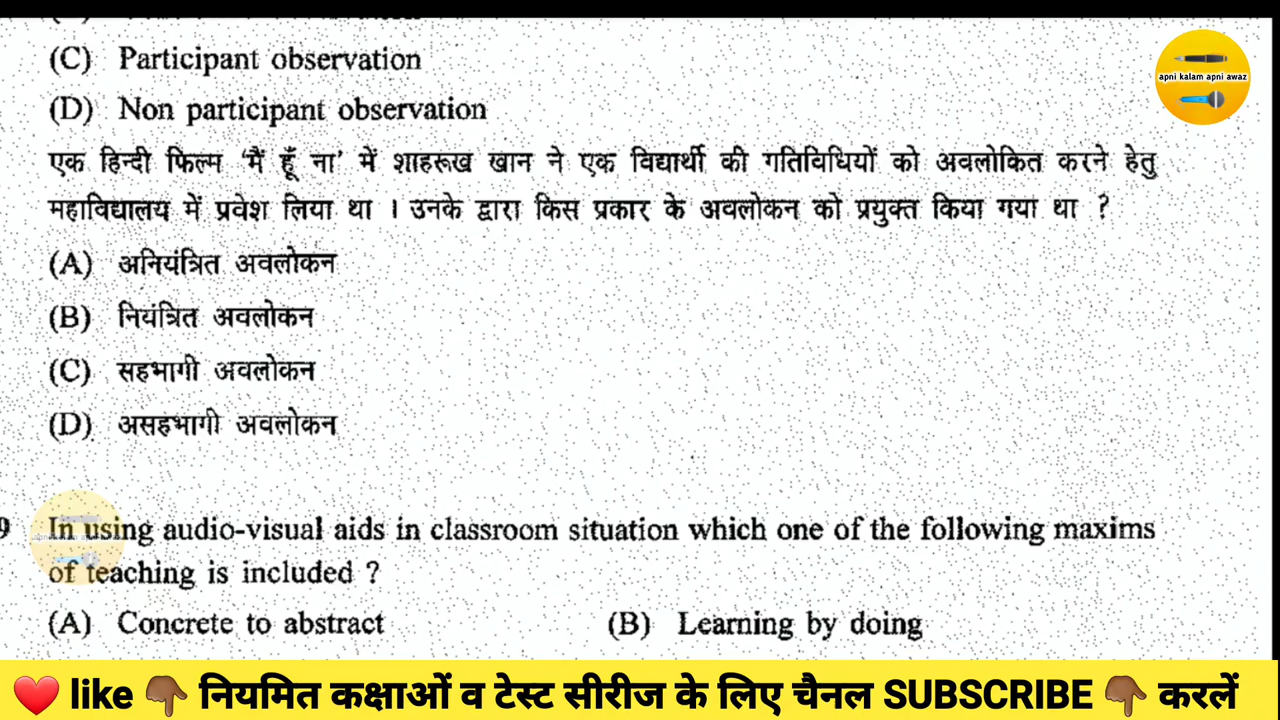 (C) Participant observation
(D) Non participant observation
एक हिन्दी फिल्म 'मैं हूँ ना' में शाहरूख खान ने एक विद्यार्थी की गतिविधियों को अवलोकित करने हेतु
महाविद्यालय में प्रवेश लिया था । उनके द्वारा किस प्रकार के अवलोकन को प्रयुक्त किया गया था ?
(A) अनियंत्रित अवलोकन
(B) नियंत्रित अवलोकन
(C) सहभागी अवलोकन
(D) असहभागी अवलोकन
9 In using audio-visual aids in classroom situation which one of the following maxims
of teaching is included ?
(A) Concrete to abstract (B) Learning by doing
apni kalam apni awaz
❤️ like 👇🏾 नियमित कक्षाओं व टेस्ट सीरीज के लिए चैनल SUBSCRIBE 👇🏾 करलें